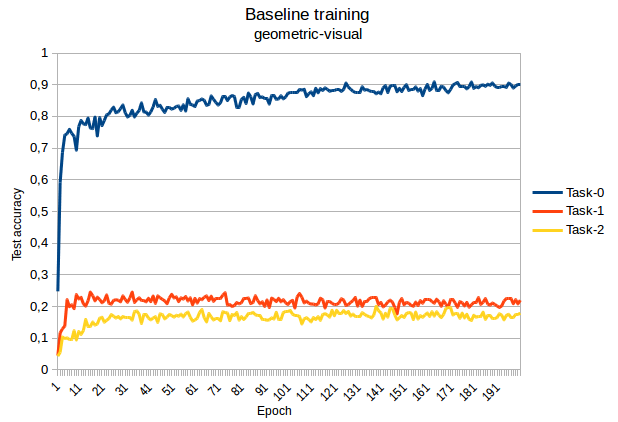 Baseline training
geometric-visual
1
0,9
0,8
0,7
0,6
0,5
0,4
0,3
0,2
0,1
0
Test accuracy
Task-0
Task-1
Task-2
1 11 21 31 41 51 61 71 81 91 101 111 121 131 141 151 161 171 181 191
Epoch